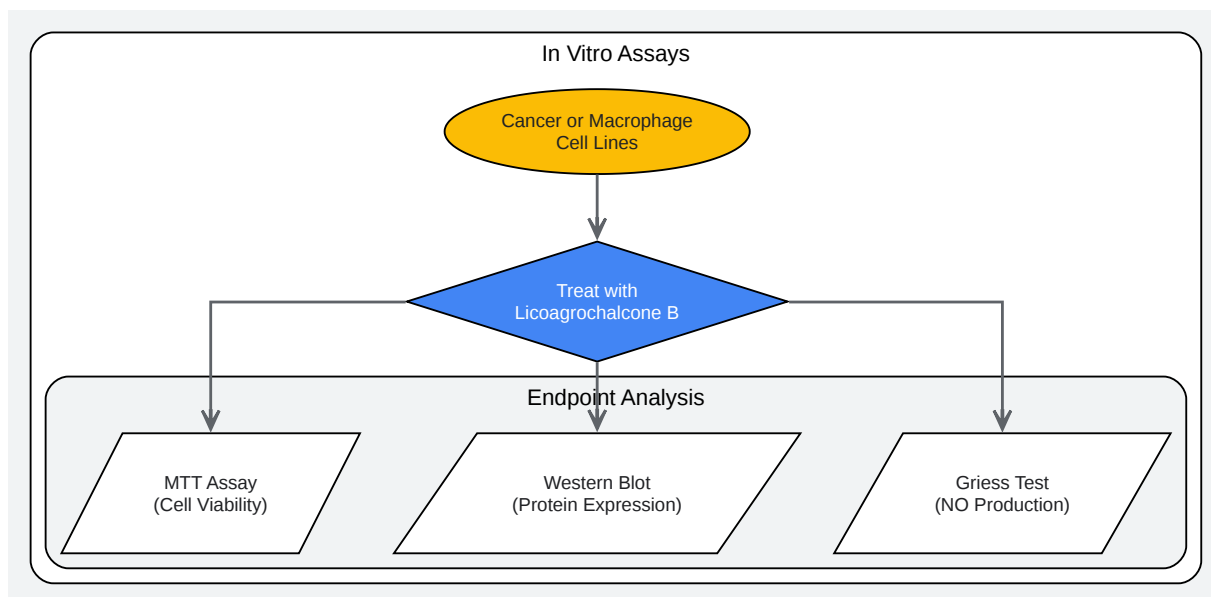 In Vitro Assays
Cancer or Macrophage
Cell Lines
Treat with
Licoagrochalcone B
Endpoint Analysis
MTT Assay
(Cell Viability)
Western Blot
(Protein Expression)
Griess Test
(NO Production)